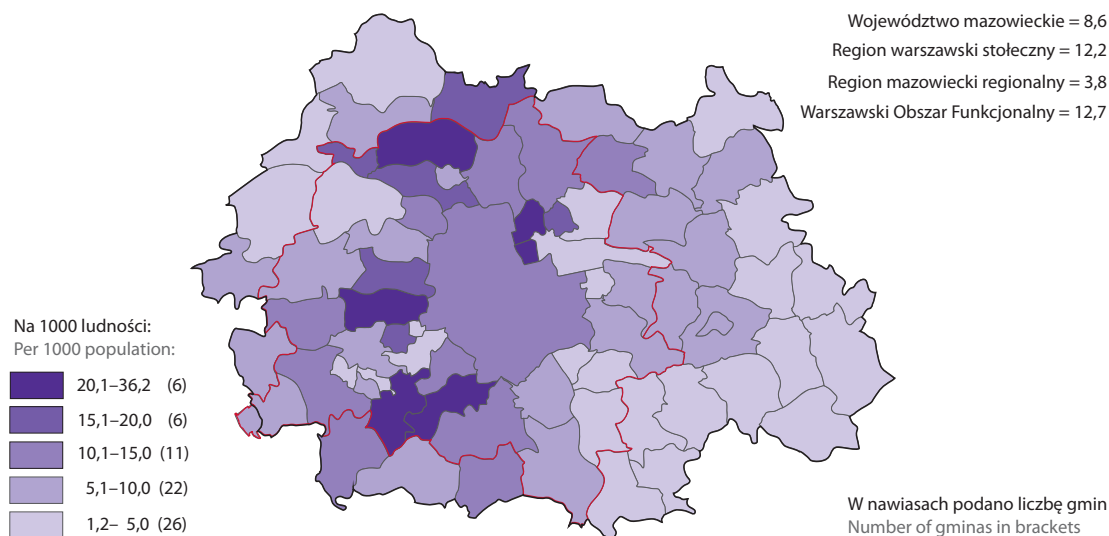 Województwo mazowieckie = 8,6
Region warszawski stołeczny = 12,2
Region mazowiecki regionalny = 3,8
Warszawski Obszar Funkcjonalny = 12,7
Na 1000 ludności:
Per 1000 population:
20,1–36,2 (6)
15,1–20,0 (6)
10,1–15,0 (11)
5,1–10,0 (22)
1,2– 5,0 (26)
W nawiasach podano liczbę gmin
Number of gminas in brackets